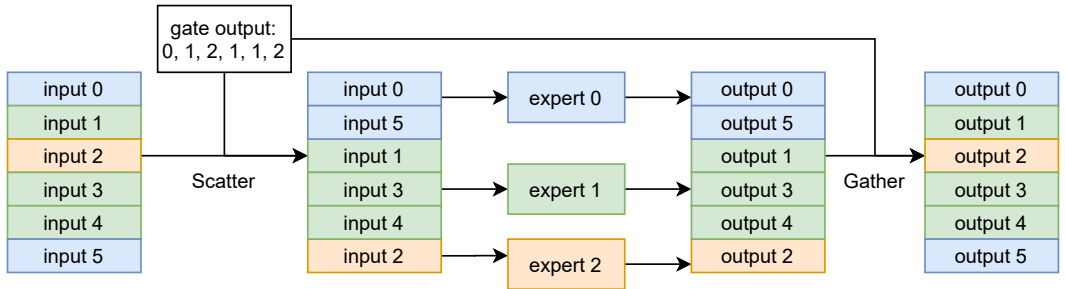 gate output:
0, 1, 2, 1, 1, 2
input 0
input 1
input 2
input 3
input 4
input 5
Scatter
input 0
input 5
input 1
input 3
input 4
input 2
expert 0
expert 1
expert 2
output 0
output 5
output 1
output 3
output 4
output 2
Gather
output 0
output 1
output 2
output 3
output 4
output 5